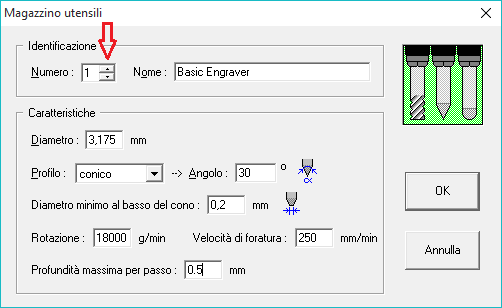 Magazzino utensili
Identificazione
Numero : 1 Nome : Basic Engraver
Caratteristiche
Diametro : 3,175 mm
Profilo : conico --> Angolo : 30 °
α
Diametro minimo al basso del cono : 0,2 mm
Rotazione : 18000 g/min Velocità di foratura : 250 mm/min
Profondità massima per passo : 0.5 mm
OK
Annulla